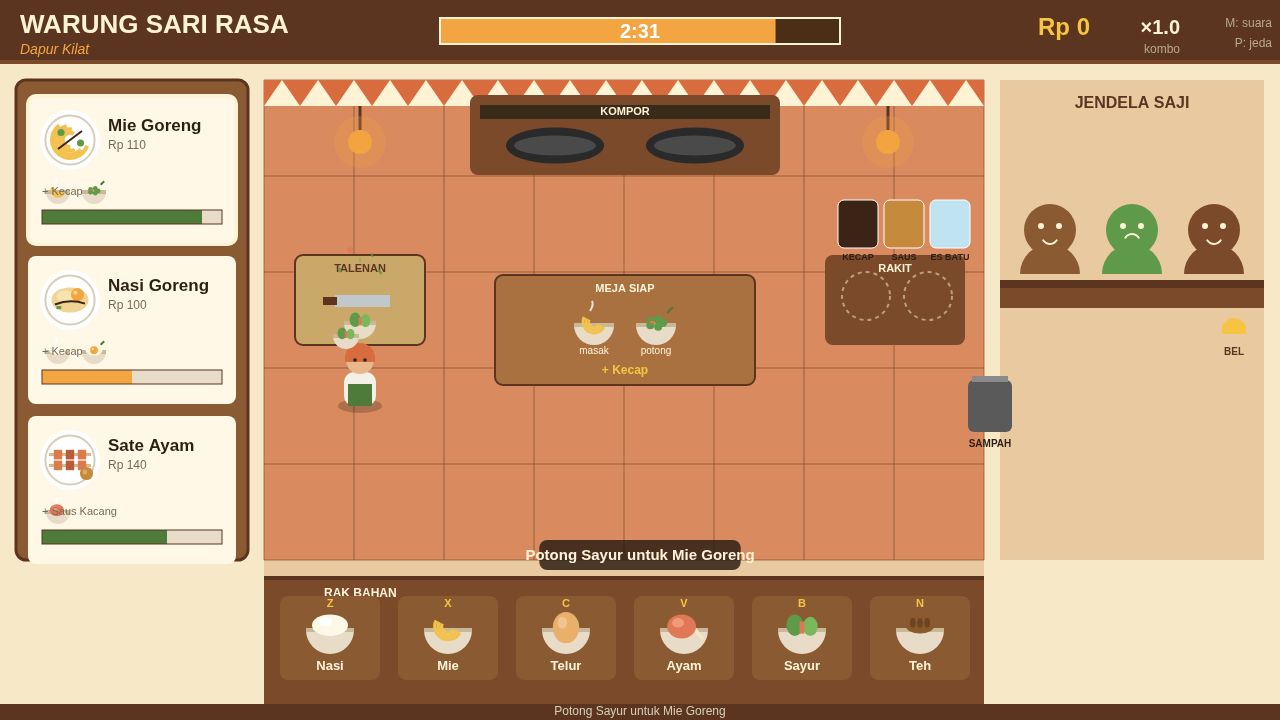 WARUNG SARI RASA
Dapur Kilat
2:31
Rp 0
×1.0
kombo
M: suara
P: jeda
Mie Goreng
Rp 110
+ Kecap
Nasi Goreng
Rp 100
+ Kecap
Sate Ayam
Rp 140
+ Saus Kacang
KOMPOR
TALENAN
MEJA SIAP
masak
potong
+ Kecap
KECAP
SAUS
ES BATU
RAKIT
JENDELA SAJI
BEL
SAMPAH
Potong Sayur untuk Mie Goreng
RAK BAHAN
Z
Nasi
X
Mie
C
Telur
V
Ayam
B
Sayur
N
Teh
Potong Sayur untuk Mie Goreng